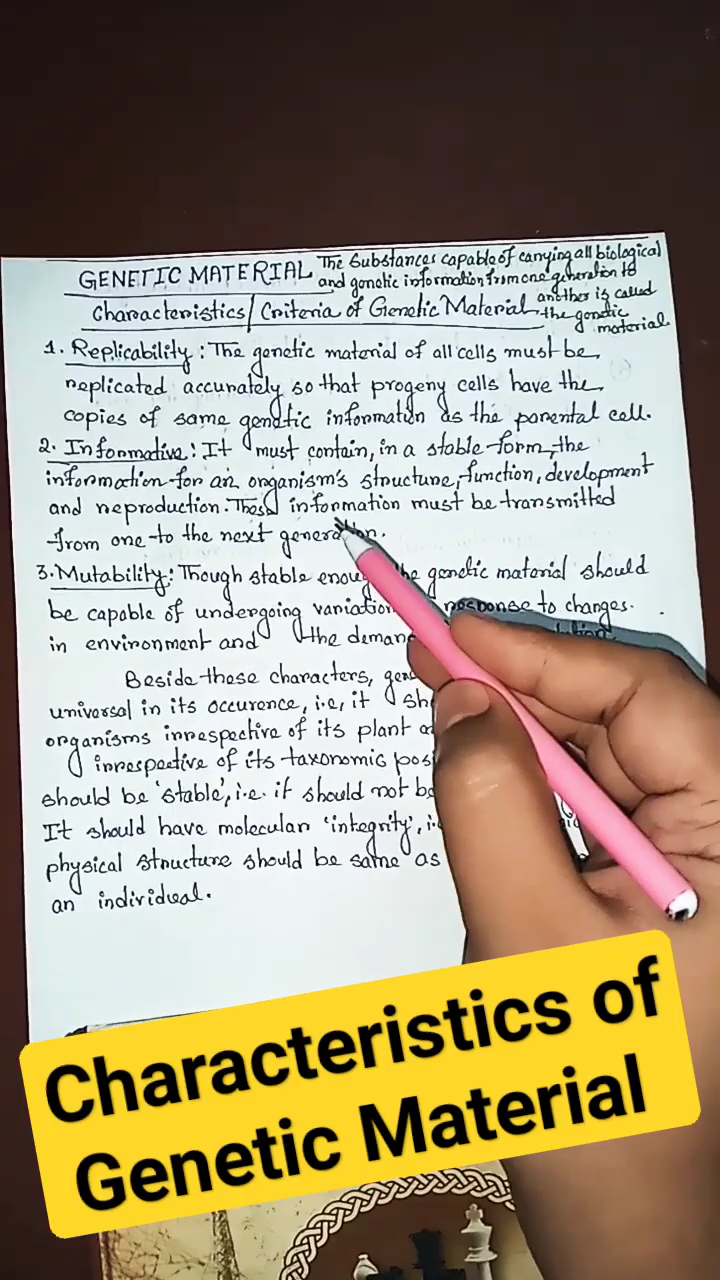 GENETIC MATERIAL The Substances capable of carrying all biological
and genetic information from one generation to
another is called
the genetic
material
Characteristics/Criteria of Genetic Material
1. Replicability: The genetic material of all cells must be
replicated accurately so that progeny cells have the
copies of same genetic information as the parental cell.
2. Informative: It must contain, in a stable form, the
information for an organism's structure, function, development
and reproduction. These information must be transmitted
from one to the next generation.
3. Mutability: Though stable the genetic material should
be capable of undergoing variation response to changes.
in environment and the
Beside these characters,
universal in its occurence, i.e, it
organisms irrespective of its plant
irrespective of its taxonomic
should be 'stable', i.e. it should not
It should have molecular 'integrity',
physical structure should be same as
an individual.
Characteristics of
Genetic Material